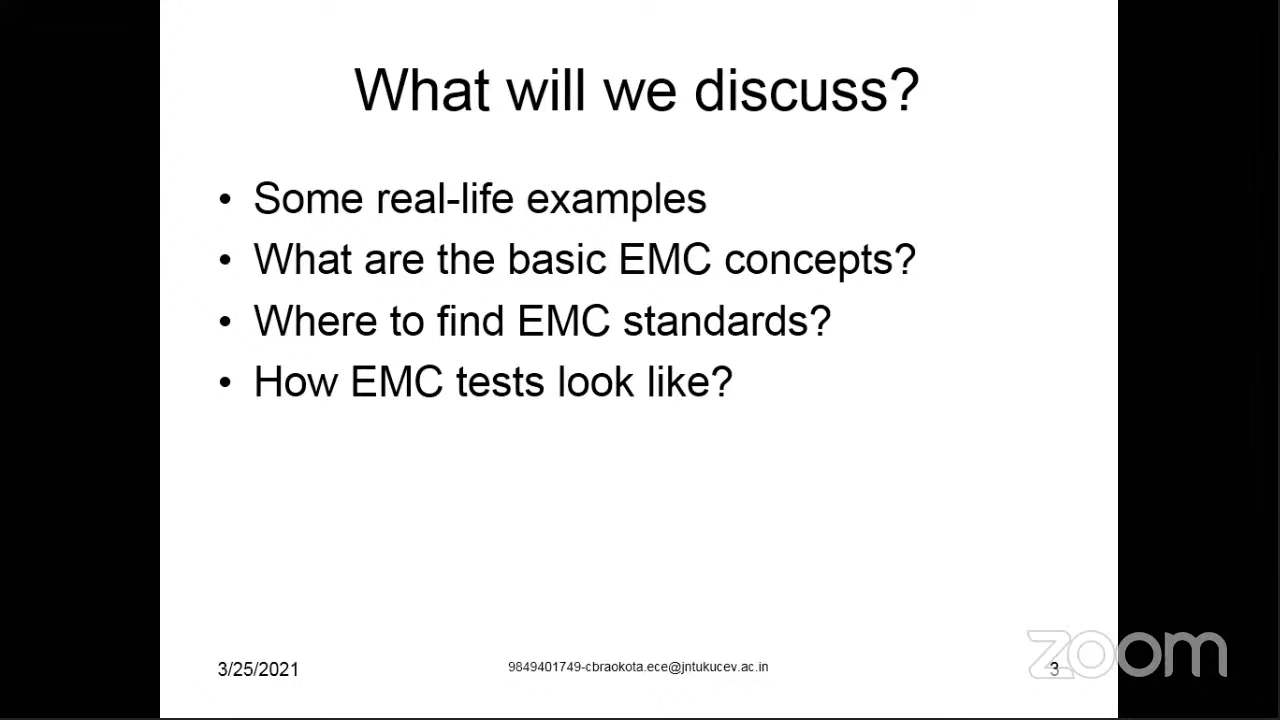 What will we discuss?
• Some real-life examples
• What are the basic EMC concepts?
• Where to find EMC standards?
• How EMC tests look like?
3/25/2021
9849401749-cbraokota.ece@jntukucev.ac.in
3
zoom